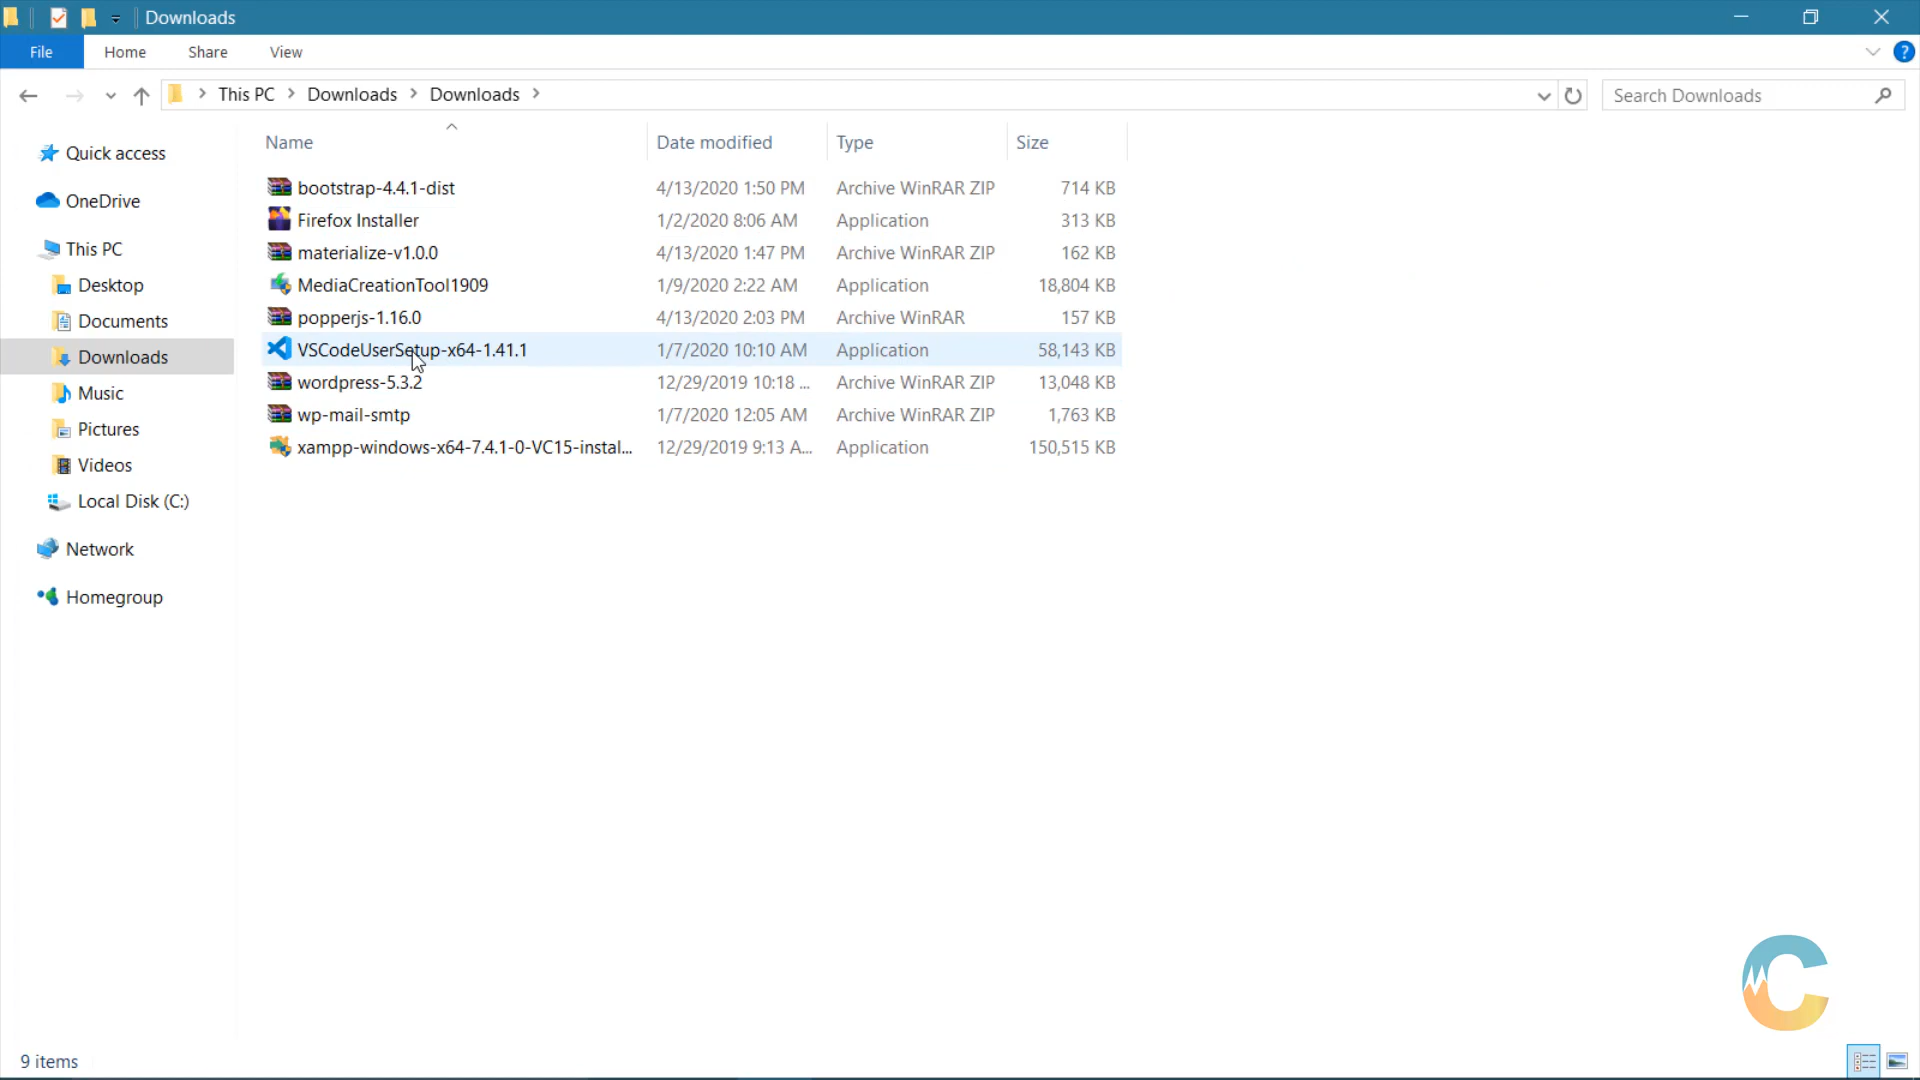 Downloads
File Home Share View ?
This PC Downloads Downloads
Search Downloads
Name Date modified Type Size
Quick access
OneDrive
This PC
Desktop
Documents
Downloads
Music
Pictures
Videos
Local Disk (C:)
Network
Homegroup
bootstrap-4.4.1-dist 4/13/2020 1:50 PM Archive WinRAR ZIP 714 KB
Firefox Installer 1/2/2020 8:06 AM Application 313 KB
materialize-v1.0.0 4/13/2020 1:47 PM Archive WinRAR ZIP 162 KB
MediaCreationTool1909 1/9/2020 2:22 AM Application 18,804 KB
popperjs-1.16.0 4/13/2020 2:03 PM Archive WinRAR 157 KB
VSCodeUserSetup-x64-1.41.1 1/7/2020 10:10 AM Application 58,143 KB
wordpress-5.3.2 12/29/2019 10:18 ... Archive WinRAR ZIP 13,048 KB
wp-mail-smtp 1/7/2020 12:05 AM Archive WinRAR ZIP 1,763 KB
xampp-windows-x64-7.4.1-0-VC15-instal... 12/29/2019 9:13 A... Application 150,515 KB
C
9 items